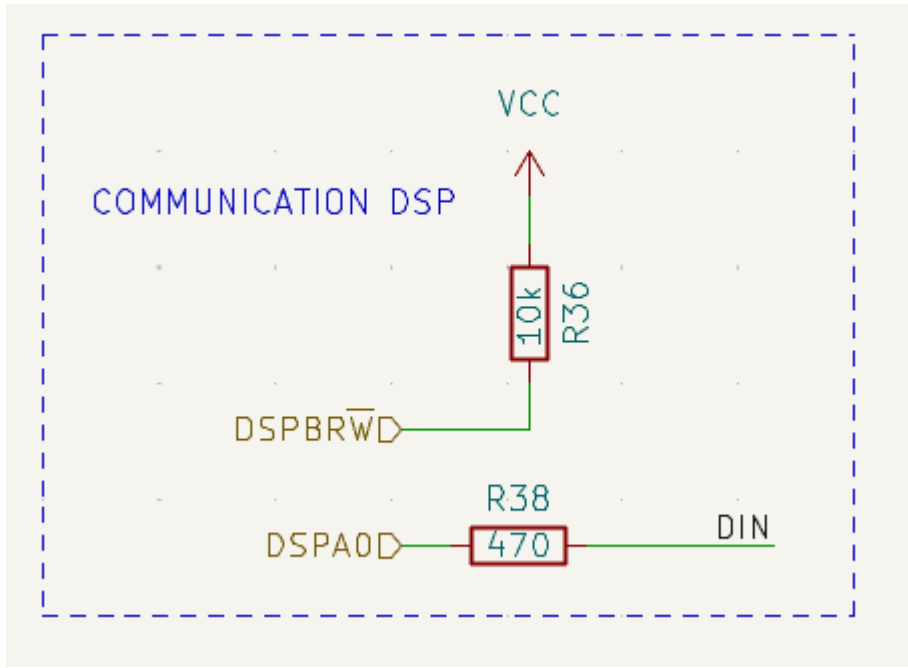 VCC
COMMUNICATION DSP
10k
R36
DSPBRW̅
R38
DSPA0
470
DIN